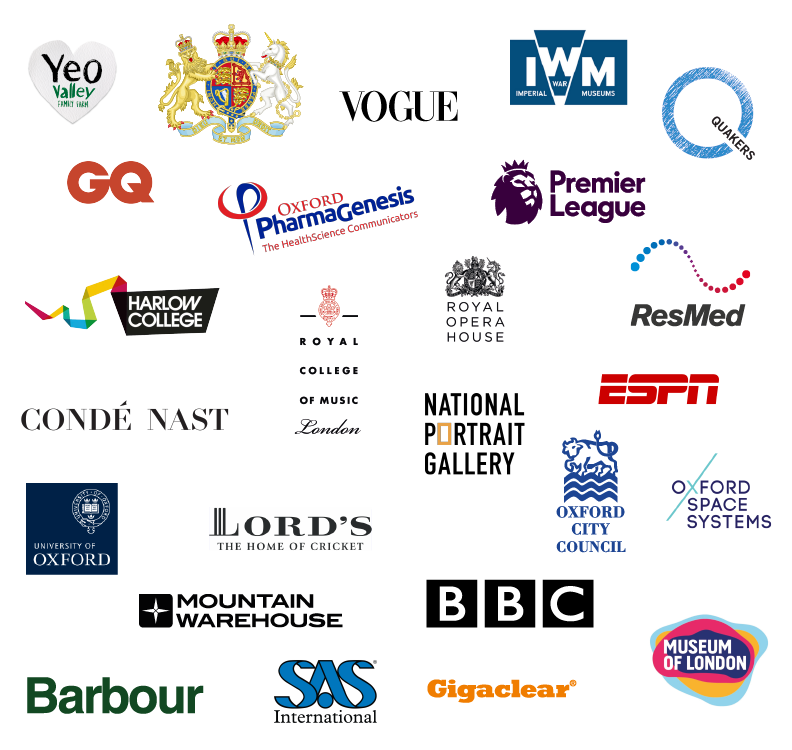 Yeo
Valley
FAMILY FARM
VOGUE
IWM
WAR
IMPERIAL MUSEUMS
QUAKERS
GQ
OXFORD
PHARMAGENESIS
The HealthScience Communicators
Premier
League
HARLOW
COLLEGE
ROYAL
COLLEGE
OF MUSIC
London
ROYAL
OPERA
HOUSE
ResMed
CONDÉ NAST
NATIONAL
PORTRAIT
GALLERY
ESPN
OXFORD
CITY
COUNCIL
OXFORD
SPACE
SYSTEMS
UNIVERSITY OF
OXFORD
LORD'S
THE HOME OF CRICKET
MOUNTAIN
WAREHOUSE
BBC
MUSEUM
OF LONDON
Barbour
SAS®
International
Gigaclear®